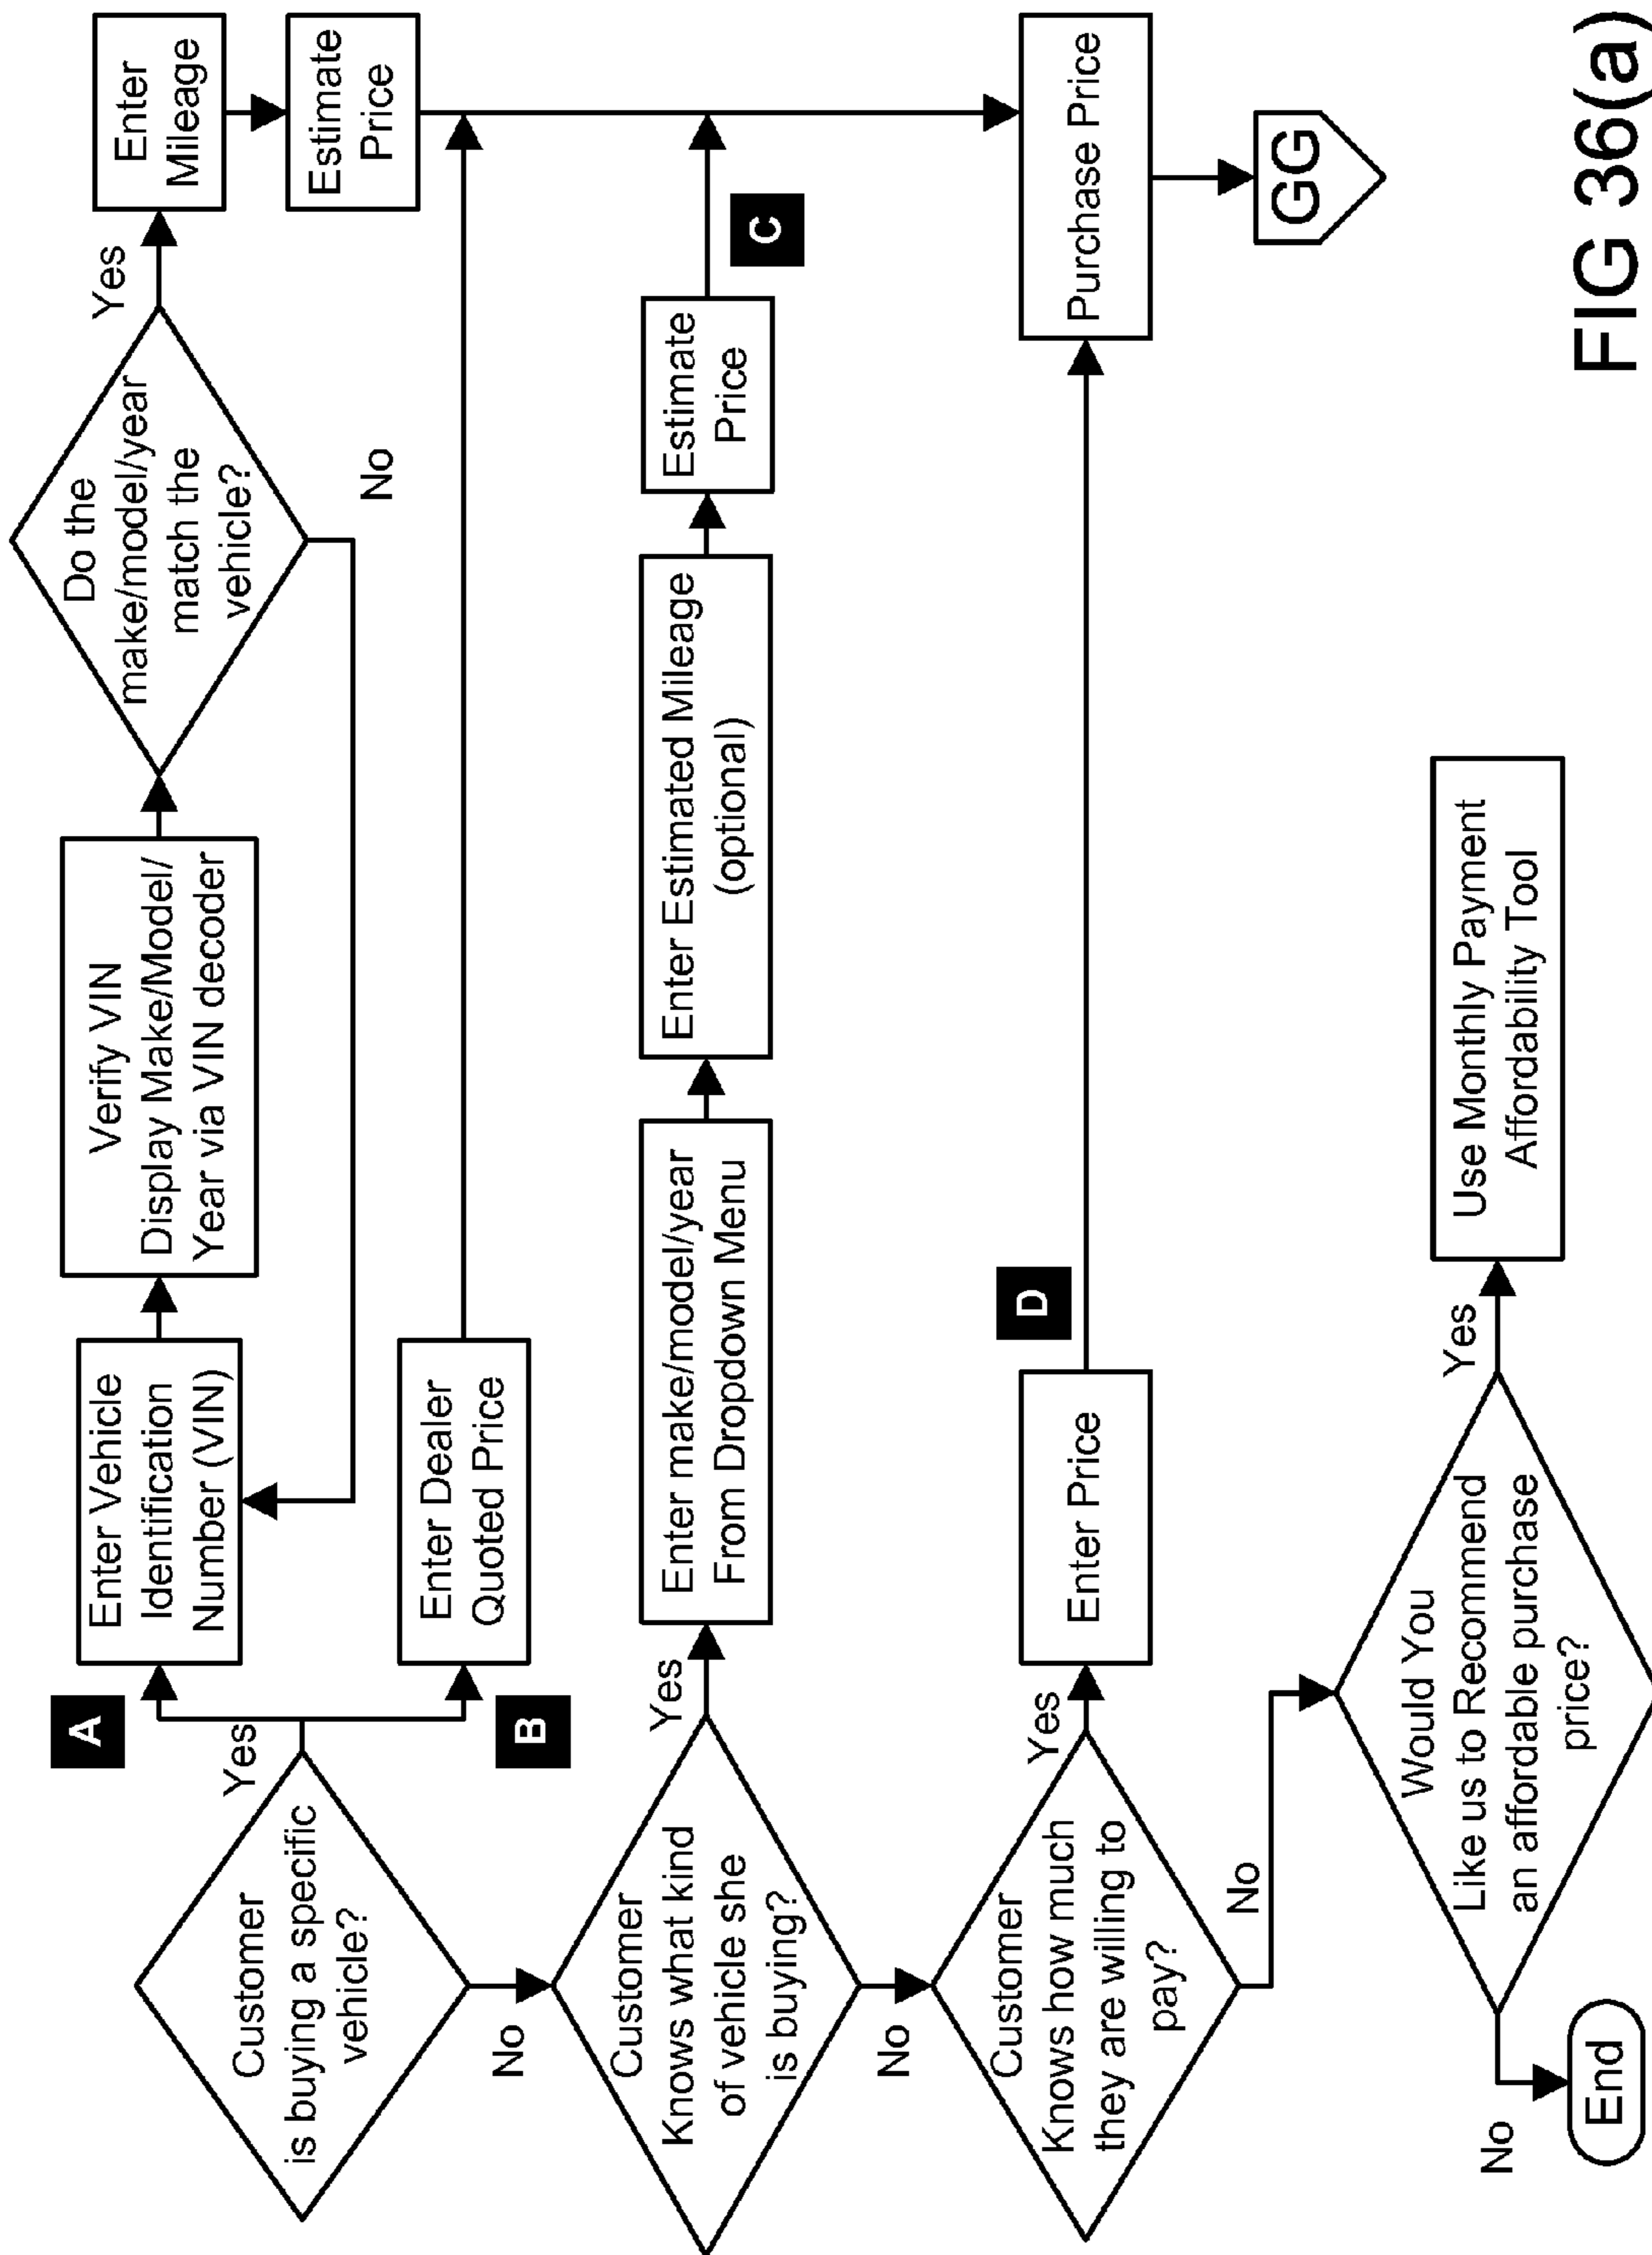 Customer
is buying a specific
vehicle?
Yes
No
A
Enter Vehicle
Identification
Number (VIN)
Verify VIN
Display Make/Model/
Year via VIN decoder
Do the
make/model/year
match the
vehicle?
Yes
No
Enter
Mileage
Estimate
Price
B
Enter Dealer
Quoted Price
Customer
Knows what kind
of vehicle she
is buying?
Yes
No
Enter make/model/year
From Dropdown Menu
Enter Estimated Mileage
(optional)
Estimate
Price
C
Customer
Knows how much
they are willing to
pay?
Yes
No
Enter Price
D
Purchase Price
GG
Would You
Like us to Recommend
an affordable purchase
price?
Yes
No
Use Monthly Payment
Affordability Tool
End
FIG 36(a)